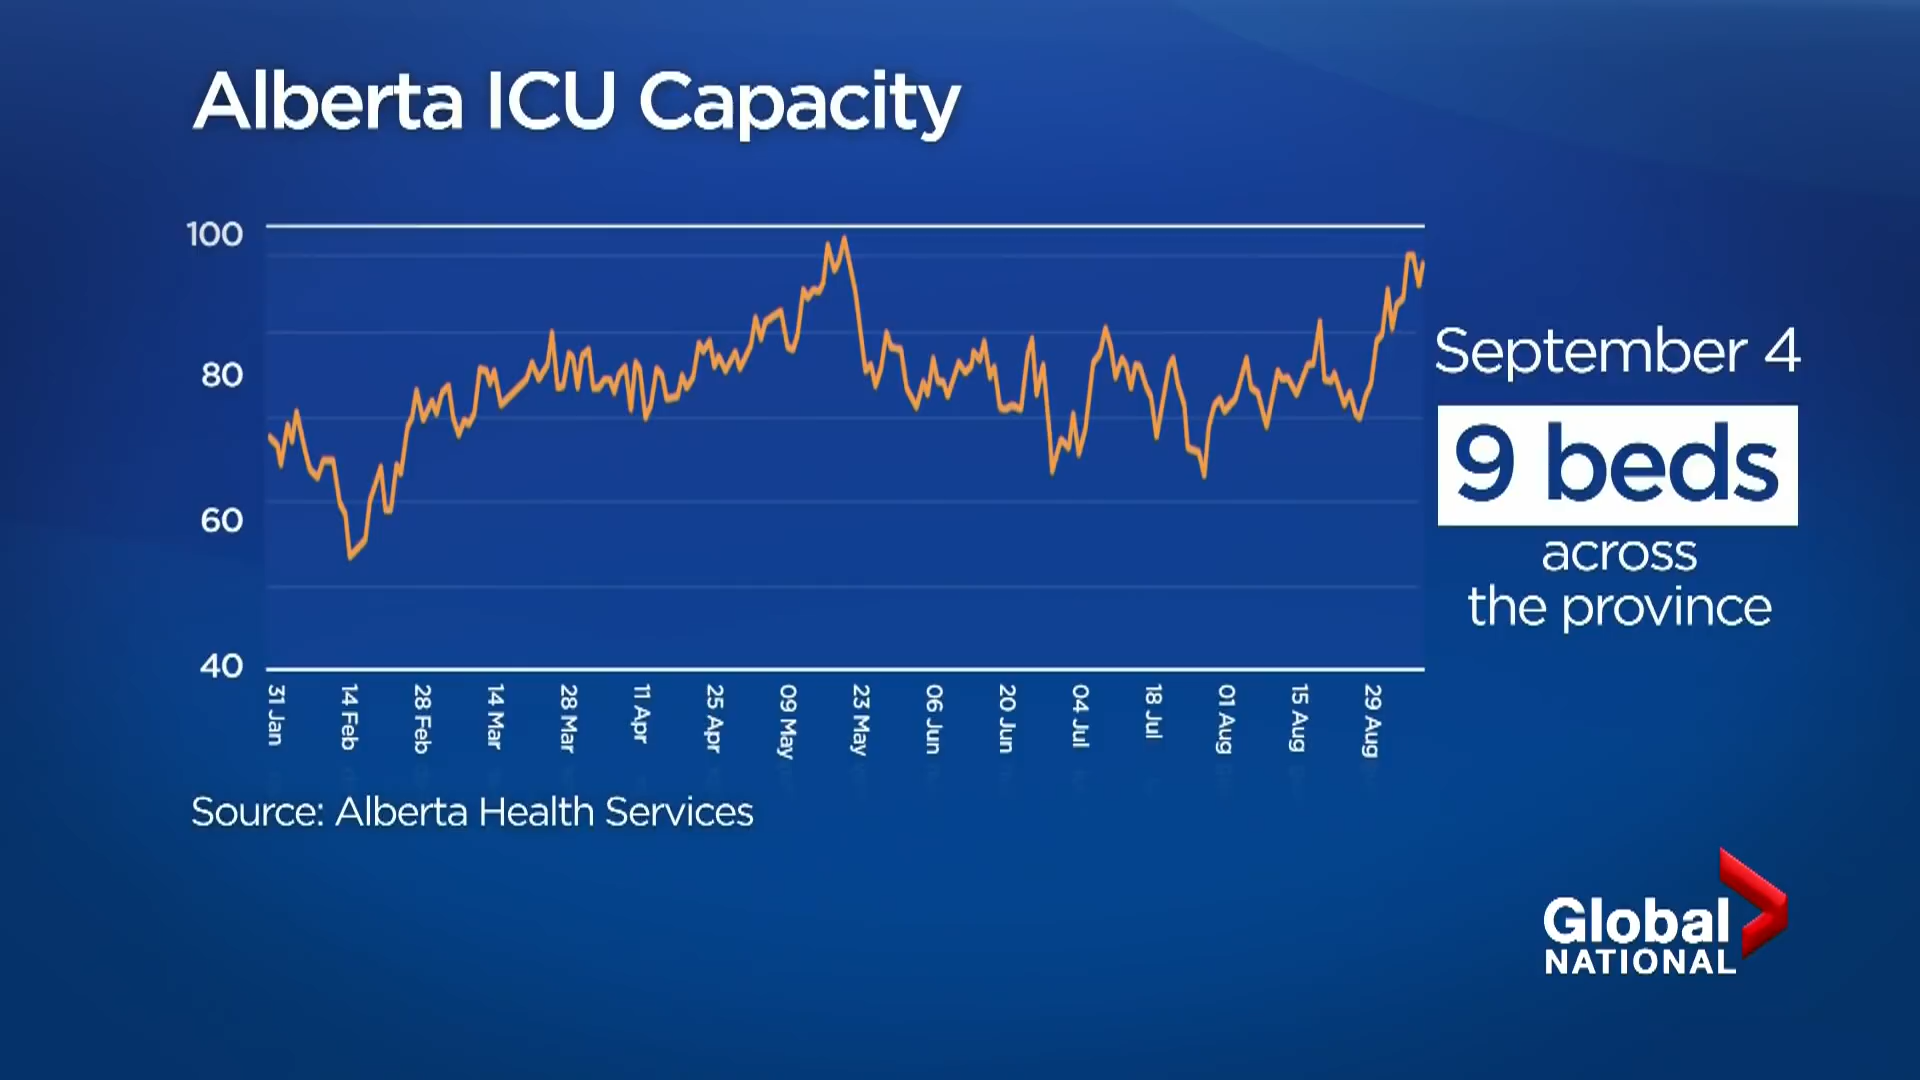 Alberta ICU Capacity
100
80
60
40
31 Jan
14 Feb
28 Feb
14 Mar
28 Mar
11 Apr
25 Apr
09 May
23 May
06 Jun
20 Jun
04 Jul
18 Jul
01 Aug
15 Aug
29 Aug
September 4
9 beds
across
the province
Source: Alberta Health Services
Global
NATIONAL